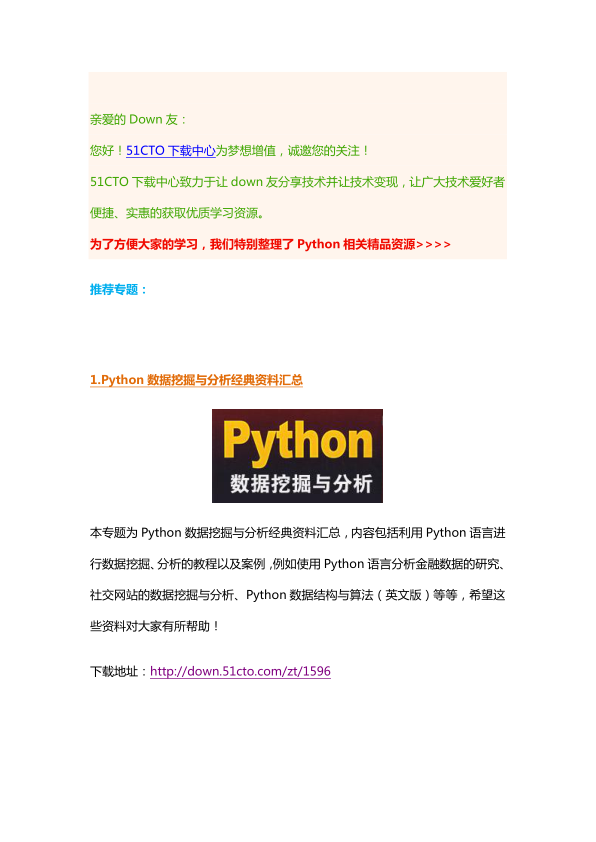 亲爱的 Down 友：
您好！51CTO 下载中心为梦想增值，诚邀您的关注！
51CTO 下载中心致力于让 down 友分享技术并让技术变现，让广大技术爱好者
便捷、实惠的获取优质学习资源。
为了方便大家的学习，我们特别整理了 Python 相关精品资源>>>>
推荐专题：
1.Python 数据挖掘与分析经典资料汇总
Python
数据挖掘与分析
本专题为 Python 数据挖掘与分析经典资料汇总，内容包括利用 Python 语言进
行数据挖掘、分析的教程以及案例，例如使用 Python 语言分析金融数据的研究、
社交网站的数据挖掘与分析、Python 数据结构与算法（英文版）等等，希望这
些资料对大家有所帮助！
下载地址：http://down.51cto.com/zt/1596